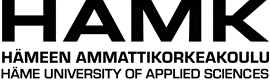 HAMK
HÄMEEN AMMATTIKORKEAKOULU
HÄME UNIVERSITY OF APPLIED SCIENCES